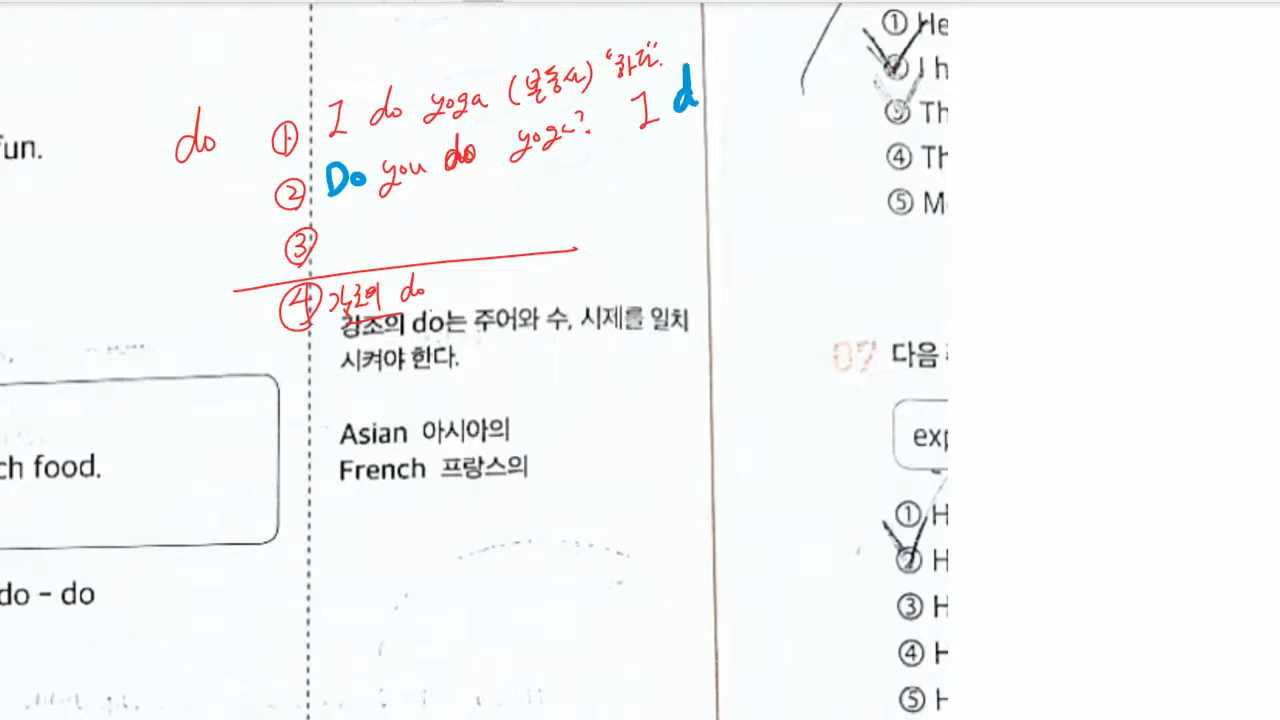 fun.
ch food.
do – do
do
① I do yoga (본동사) "하다".
② Do you do yoga? I d
③
④ 강조의 do
강조의 do는 주어와 수, 시제를 일치
시켜야 한다.
Asian 아시아의
French 프랑스의
① He
② I h
③ Th
④ Th
⑤ M
07 다음
exp
① H
② H
③ H
④ H
⑤ H